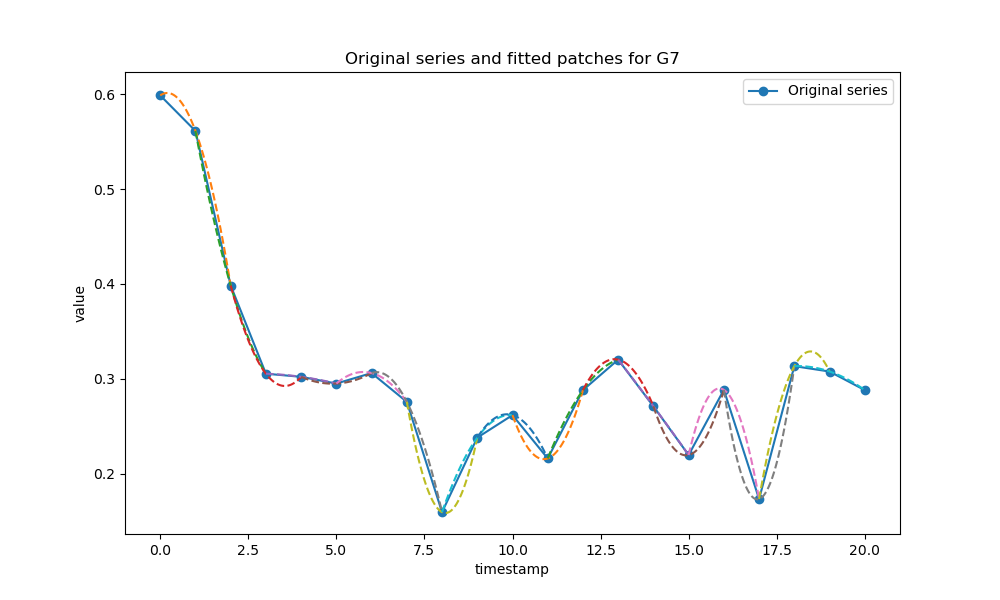 Original series and fitted patches for G7
Original series
value
0.6
0.5
0.4
0.3
0.2
0.0 2.5 5.0 7.5 10.0 12.5 15.0 17.5 20.0
timestamp